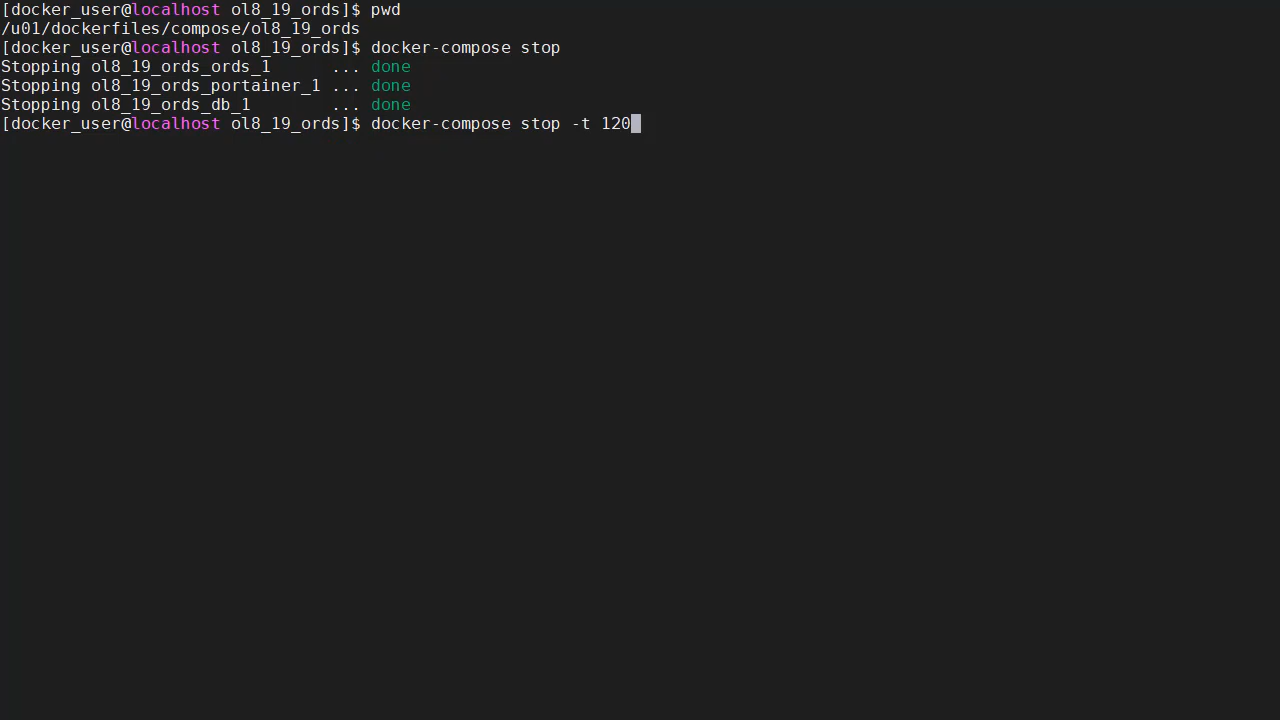 [docker_user@localhost ol8_19_ords]$ pwd
/u01/dockerfiles/compose/ol8_19_ords
[docker_user@localhost ol8_19_ords]$ docker-compose stop
Stopping ol8_19_ords_ords_1      ... done
Stopping ol8_19_ords_portainer_1 ... done
Stopping ol8_19_ords_db_1        ... done
[docker_user@localhost ol8_19_ords]$ docker-compose stop -t 120